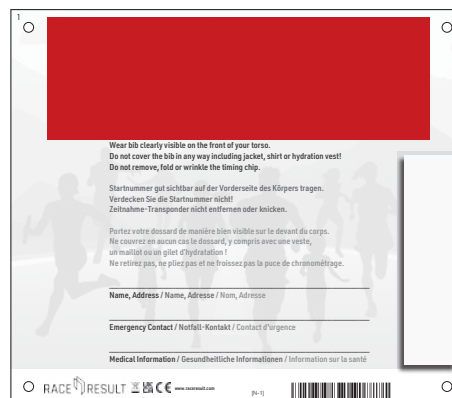 1
Wear bib clearly visible on the front of your torso.
Do not cover the bib in any way including jacket, shirt or hydration vest!
Do not remove, fold or wrinkle the timing chip.
Startnummer gut sichtbar auf der Vorderseite des Körpers tragen.
Verdecken Sie die Startnummer nicht!
Zeitnahme-Transponder nicht entfernen oder knicken.
Portez votre dossard de manière bien visible sur le devant du corps.
Ne couvrez en aucun cas le dossard, y compris avec une veste,
un maillot ou un gilet d'hydratation !
Ne retirez pas, ne pliez pas et ne froissez pas la puce de chronométrage.
Name, Address / Name, Adresse / Nom, Adresse
Emergency Contact / Notfall-Kontakt / Contact d'urgence
Medical Information / Gesundheitliche Informationen / Information sur la santé
RACE RESULT CE www.raceresult.com [N-1]